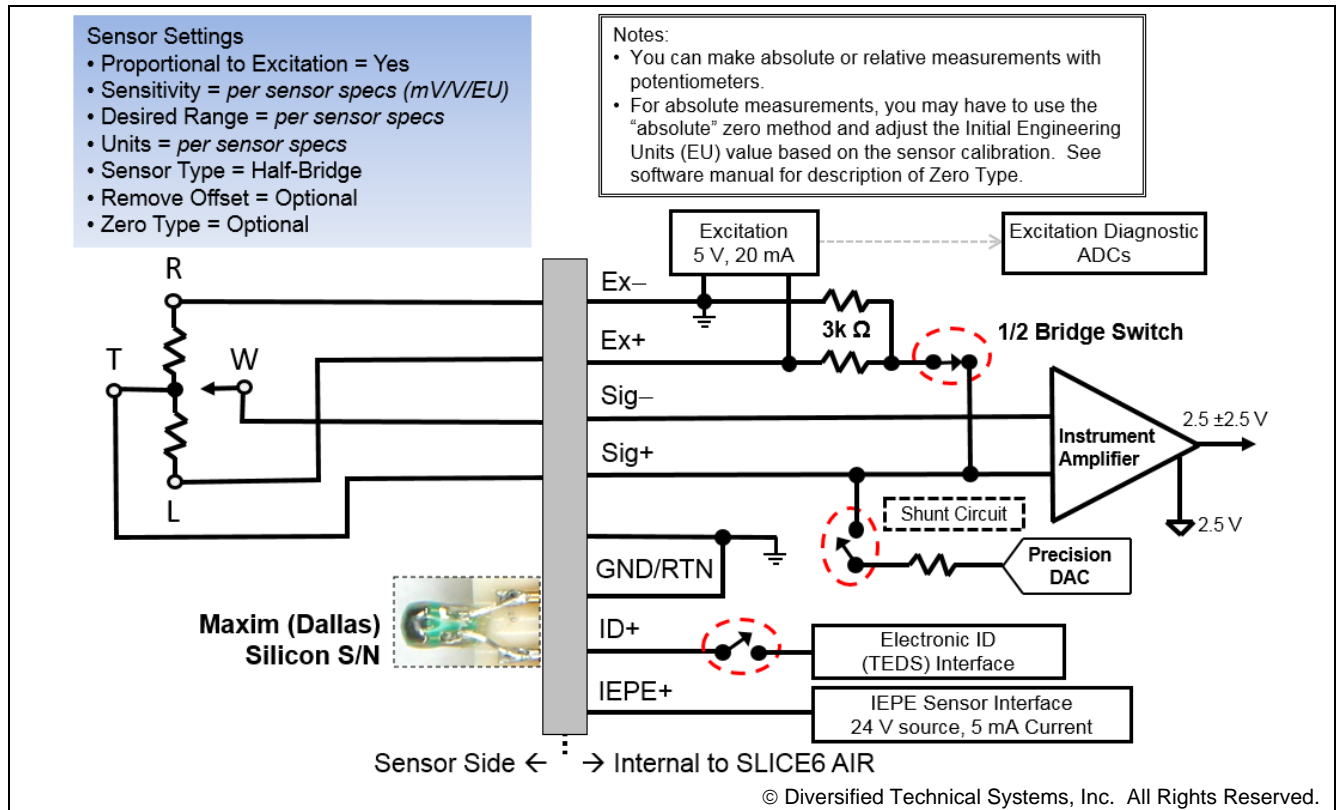 Sensor Settings
• Proportional to Excitation = Yes
• Sensitivity = per sensor specs (mV/V/EU)
• Desired Range = per sensor specs
• Units = per sensor specs
• Sensor Type = Half-Bridge
• Remove Offset = Optional
• Zero Type = Optional
Notes:
• You can make absolute or relative measurements with
potentiometers.
• For absolute measurements, you may have to use the
“absolute” zero method and adjust the Initial Engineering
Units (EU) value based on the sensor calibration. See
software manual for description of Zero Type.
Excitation
5 V, 20 mA
Excitation Diagnostic
ADCs
R
T
W
L
Ex–
Ex+
Sig–
Sig+
3k Ω
1/2 Bridge Switch
Instrument
Amplifier
2.5 ±2.5 V
2.5 V
Shunt Circuit
Precision
DAC
GND/RTN
Maxim (Dallas)
Silicon S/N
ID+
Electronic ID
(TEDS) Interface
IEPE+
IEPE Sensor Interface
24 V source, 5 mA Current
Sensor Side ← → Internal to SLICE6 AIR
© Diversified Technical Systems, Inc. All Rights Reserved.